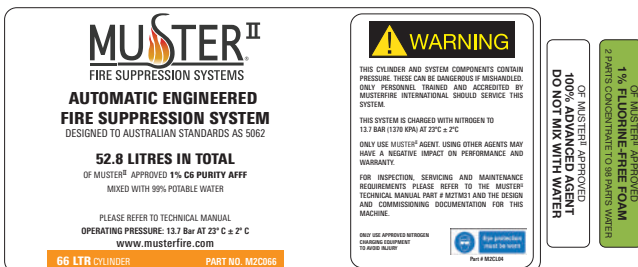 MUSTER II
FIRE SUPPRESSION SYSTEMS
AUTOMATIC ENGINEERED
FIRE SUPPRESSION SYSTEM
DESIGNED TO AUSTRALIAN STANDARDS AS 5062
52.8 LITRES IN TOTAL
OF MUSTER II APPROVED 1% C6 PURITY AFFF
MIXED WITH 99% POTABLE WATER
PLEASE REFER TO TECHNICAL MANUAL
OPERATING PRESSURE: 13.7 Bar AT 23° C ± 2° C
www.musterfire.com
66 LTR CYLINDER PART NO. M2C066
WARNING
THIS CYLINDER AND SYSTEM COMPONENTS CONTAIN
PRESSURE. THESE CAN BE DANGEROUS IF MISHANDLED.
ONLY PERSONNEL TRAINED AND ACCREDITED BY
MUSTERFIRE INTERNATIONAL SHOULD SERVICE THIS
SYSTEM.
THIS SYSTEM IS CHARGED WITH NITROGEN TO
13.7 BAR (1370 KPA) AT 23°C ± 2°C
ONLY USE MUSTER II AGENT. USING OTHER AGENTS MAY
HAVE A NEGATIVE IMPACT ON PERFORMANCE AND
WARRANTY.
FOR INSPECTION, SERVICING AND MAINTENANCE
REQUIREMENTS PLEASE REFER TO THE MUSTER II
TECHNICAL MANUAL PART # M2TM31 AND THE DESIGN
AND COMMISSIONING DOCUMENTATION FOR THIS
MACHINE.
ONLY USE APPROVED NITROGEN
CHARGING EQUIPMENT
TO AVOID INJURY
Eye protection
must be worn
Part # M2CL04
OF MUSTER II APPROVED
100% ADVANCED AGENT
DO NOT MIX WITH WATER
OF MUSTER II APPROVED
1% FLUORINE-FREE FOAM
2 PARTS CONCENTRATE TO 98 PARTS WATER